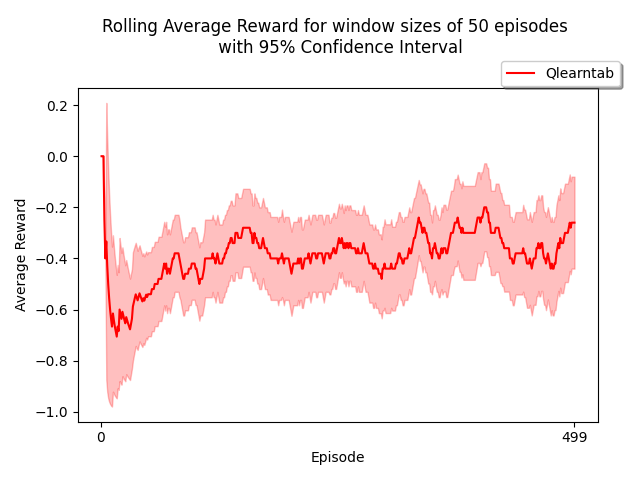 Rolling Average Reward for window sizes of 50 episodes
with 95% Confidence Interval
Qlearntab
0.2
0.0
−0.2
−0.4
−0.6
−0.8
−1.0
Average Reward
0
499
Episode